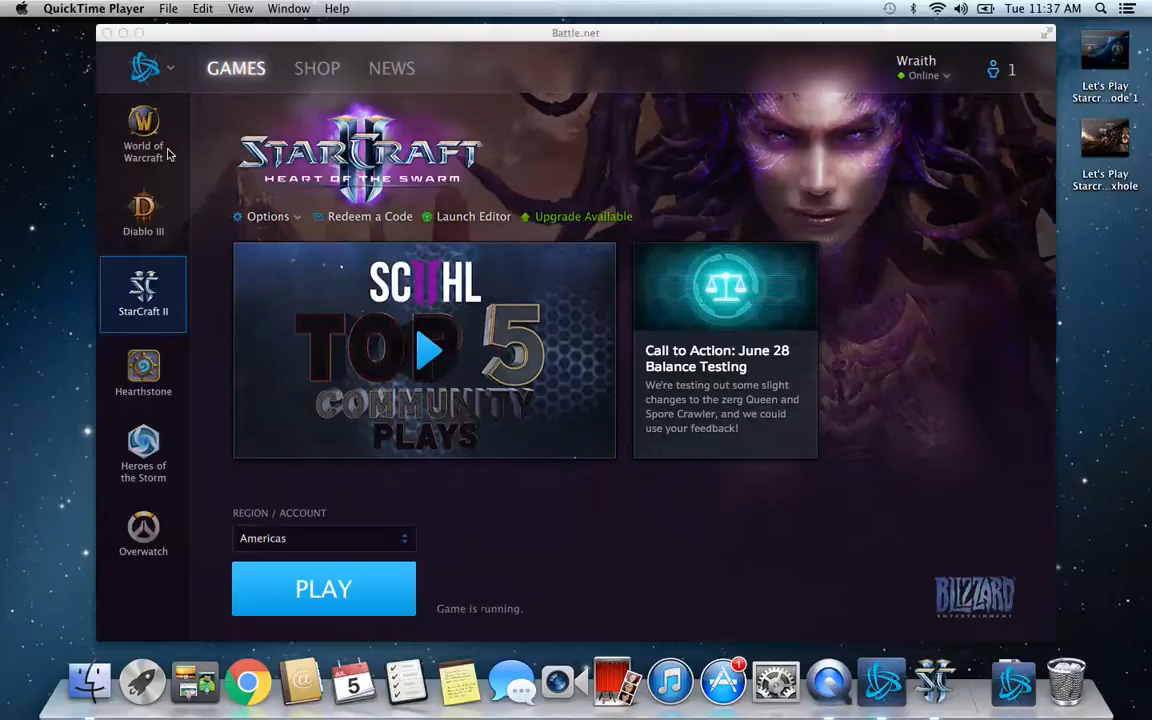 QuickTime Player File Edit View Window Help
Tue 11:37 AM
Battle.net
GAMES SHOP NEWS
Wraith
Online
1
World of
Warcraft
Diablo III
StarCraft II
Hearthstone
Heroes of
the Storm
Overwatch
STARCRAFT II
HEART OF THE SWARM
Options Redeem a Code Launch Editor Upgrade Available
SCIIHL
TOP 5
COMMUNITY
PLAYS
Call to Action: June 28
Balance Testing
We're testing out some slight
changes to the zerg Queen and
Spore Crawler, and we could
use your feedback!
REGION / ACCOUNT
Americas
PLAY
Game is running.
BLIZZARD
ENTERTAINMENT
Let's Play
Starcr...ode 1
Let's Play
Starcr...xhole
JUL
5
1